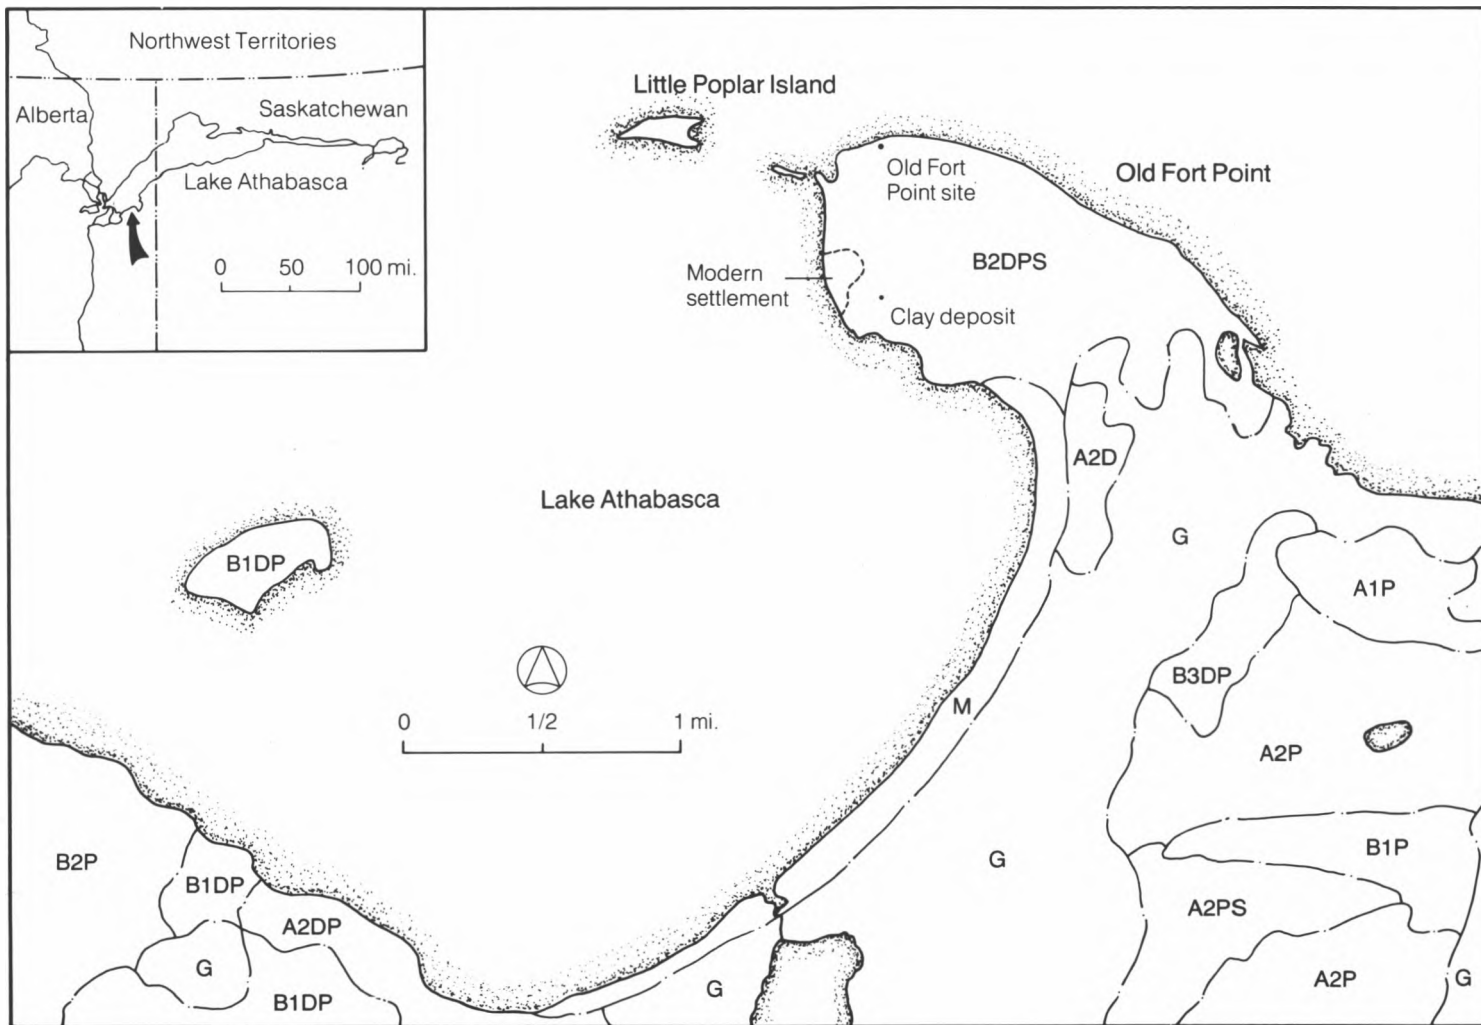 Northwest Territories
Alberta
Saskatchewan
Lake Athabasca
0 50 100 mi.
Little Poplar Island
Old Fort Point
Old Fort
Point site
B2DPS
Modern
settlement
Clay deposit
A2D
Lake Athabasca
G
B1DP
A1P
B3DP
M
0 1/2 1 mi.
A2P
B2P
B1DP
G
B1P
A2DP
A2PS
G
B1DP
G
A2P
G